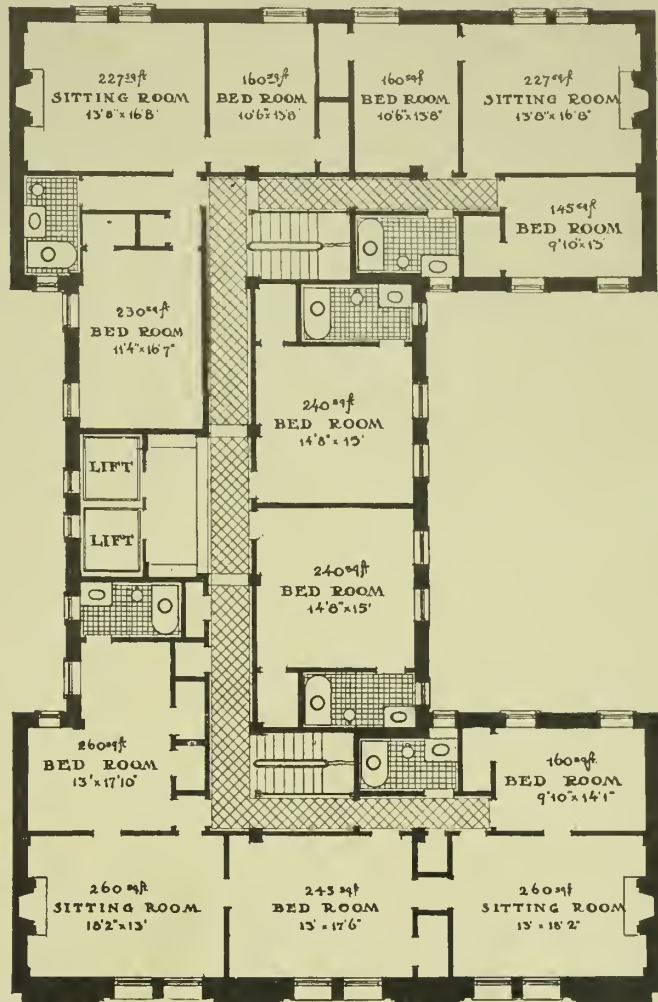 227 sq ft
SITTING ROOM
13'8" x 16'8"
160 sq ft
BED ROOM
10'6" x 13'8"
160 sq ft
BED ROOM
10'6" x 13'8"
227 sq ft
SITTING ROOM
13'8" x 16'8"
145 sq ft
BED ROOM
9'10" x 13'
230 sq ft
BED ROOM
11'4" x 16'7"
240 sq ft
BED ROOM
14'8" x 15'
LIFT
LIFT
240 sq ft
BED ROOM
14'8" x 15'
260 sq ft
BED ROOM
13' x 17'10"
160 sq ft.
BED ROOM
9'10" x 14'1"
260 sq ft
SITTING ROOM
18'2" x 13'
243 sq ft
BED ROOM
13' x 17'6"
260 sq ft
SITTING ROOM
13' x 18'2"